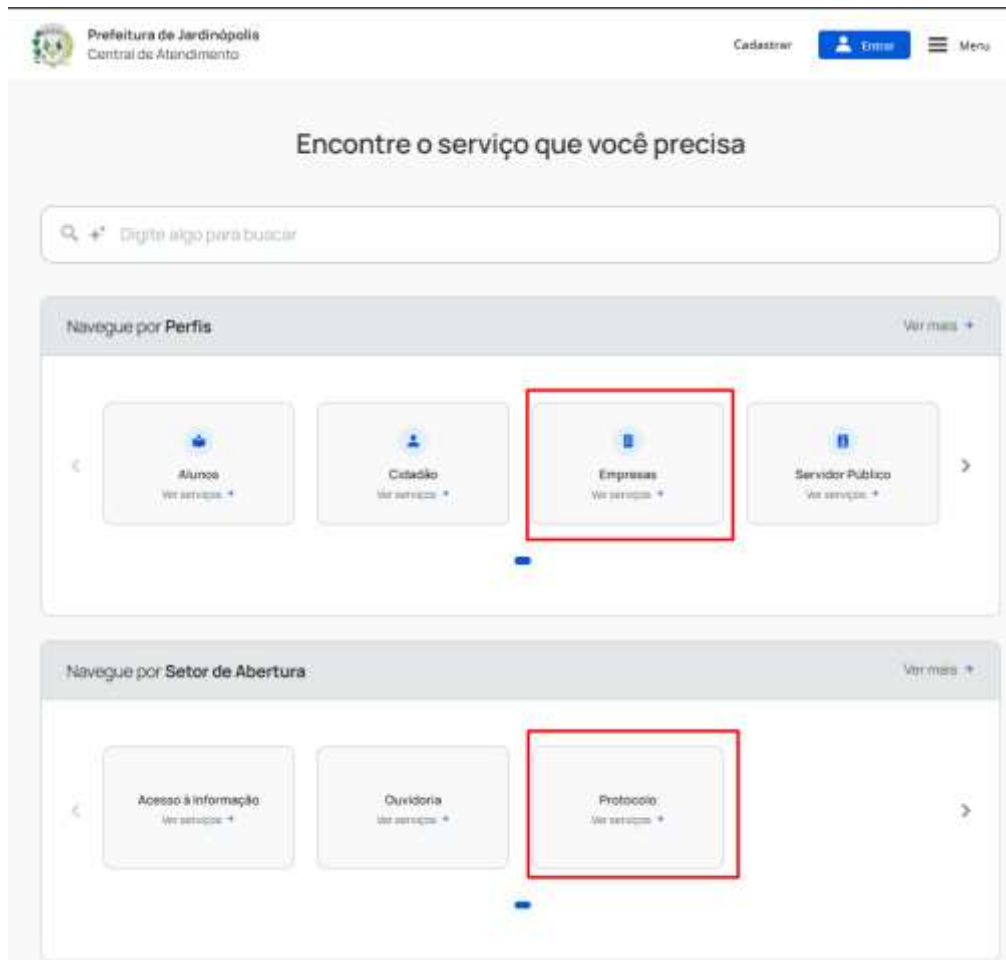 Prefeitura de Jardinópolis
Central de Atendimento
Cadastrar
Entrar
Menu
Encontre o serviço que você precisa
Digite algo para buscar
Navegue por Perfis
Ver mais
Alunos
Ver serviços
Cidadão
Ver serviços
Empresas
Ver serviços
Servidor Público
Ver serviços
Navegue por Setor de Abertura
Ver mais
Acesso à Informação
Ver serviços
Ouvidoria
Ver serviços
Protocolo
Ver serviços